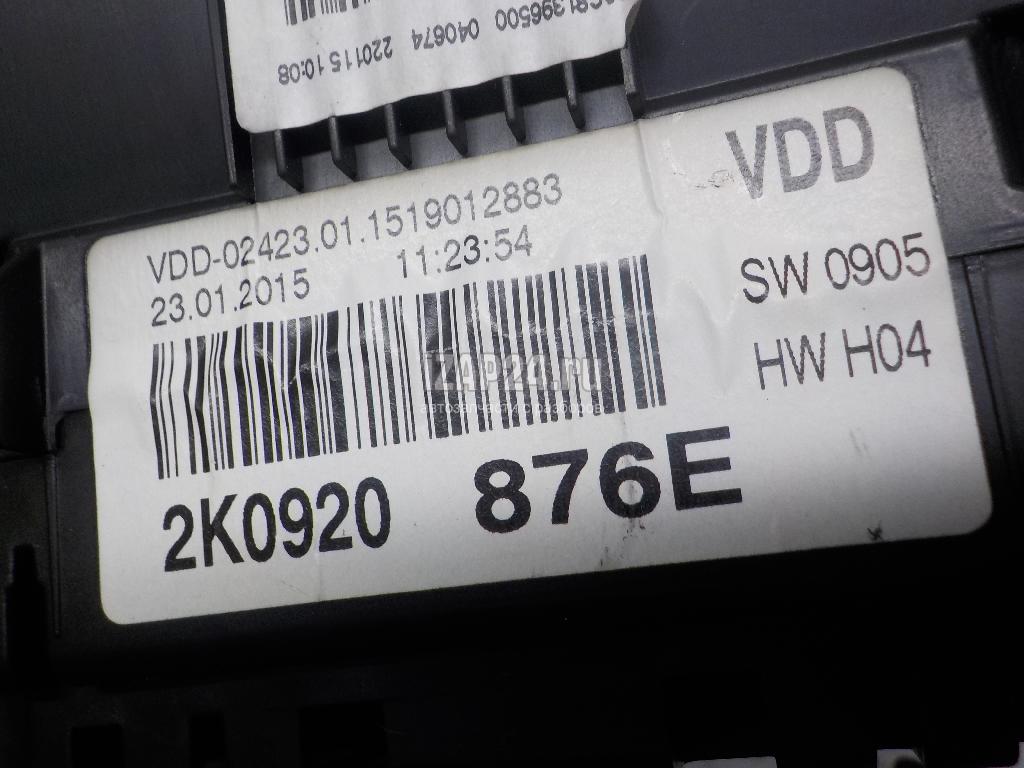 220115 10:08 040674 396500
VDD
VDD-02423.01.1519012883
23.01.2015 11:23:54
SW 0905
HW H04
IZAP24.ru
2K0920 876E